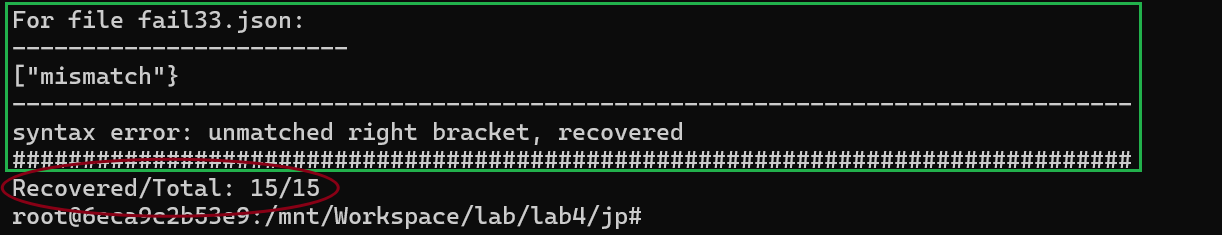 For file fail33.json:
------------------------
["mismatch"}
--------------------------------------------------------------------------------
syntax error: unmatched right bracket, recovered
################################################################################
Recovered/Total: 15/15
root@6eca9c2b53e9:/mnt/Workspace/lab/lab4/jp#